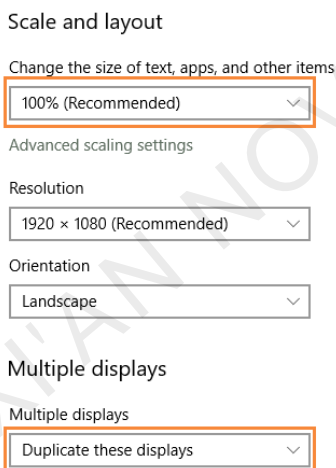 Scale and layout
Change the size of text, apps, and other items
100% (Recommended)
Advanced scaling settings
Resolution
1920 × 1080 (Recommended)
Orientation
Landscape
Multiple displays
Multiple displays
Duplicate these displays